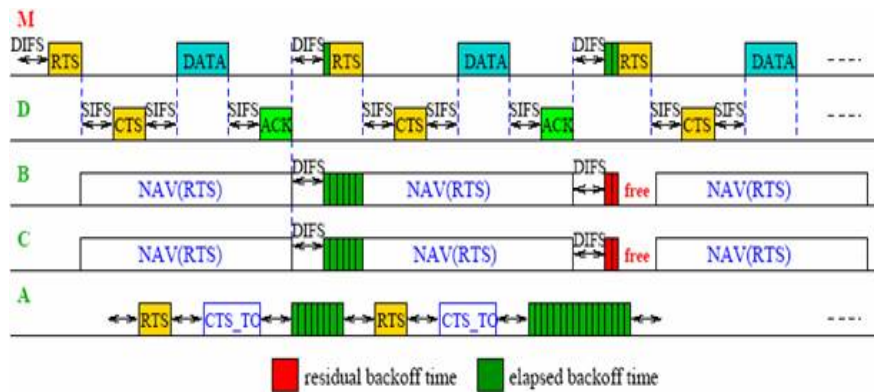 M
DIFS RTS DATA DIFS RTS DATA DIFS RTS DATA
D
SIFS CTS SIFS SIFS ACK SIFS CTS SIFS SIFS ACK SIFS CTS SIFS
B
NAV(RTS) DIFS NAV(RTS) DIFS free NAV(RTS)
C
NAV(RTS) DIFS NAV(RTS) DIFS free NAV(RTS)
A
RTS CTS_TO RTS CTS_TO
residual backoff time elapsed backoff time